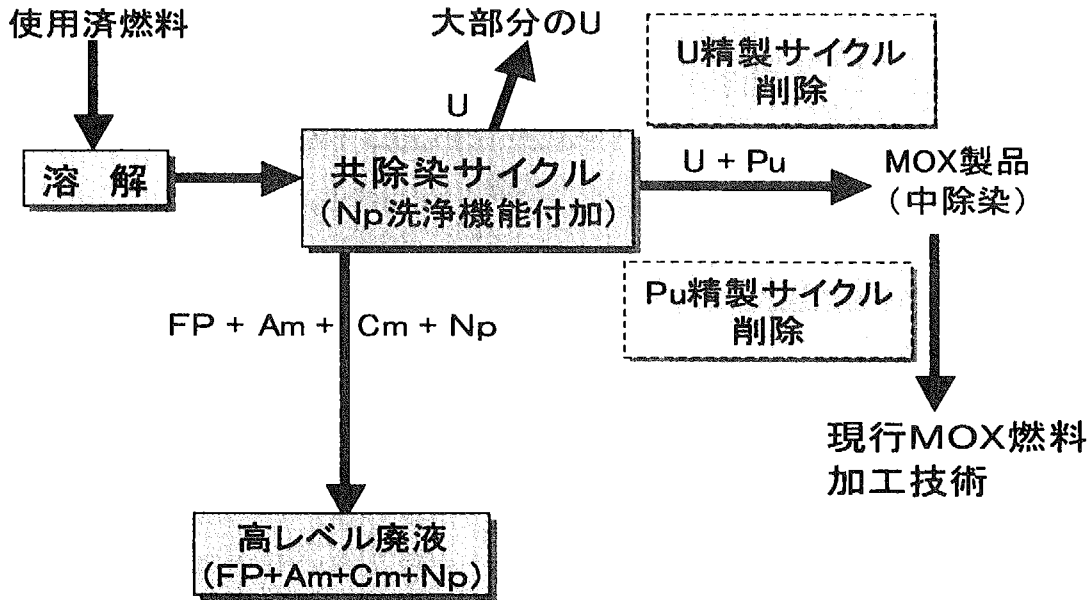 使用済燃料
大部分のU
U精製サイクル
削除
U
溶 解
共除染サイクル
(Np洗浄機能付加)
U + Pu
MOX製品
(中除染)
Pu精製サイクル
削除
FP + Am + Cm + Np
現行MOX燃料
加工技術
高レベル廃液
(FP+Am+Cm+Np)